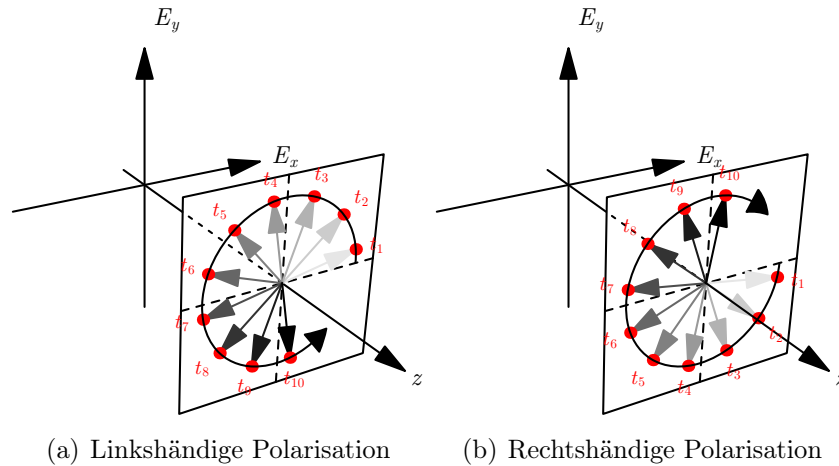 E_y
E_x
t_4
t_3
t_2
t_5
t_1
t_6
t_7
t_8
t_9
t_10
z
(a) Linkshändige Polarisation
E_y
E_x
t_10
t_9
t_8
t_1
t_7
t_2
t_6
t_3
t_5
t_4
z
(b) Rechtshändige Polarisation